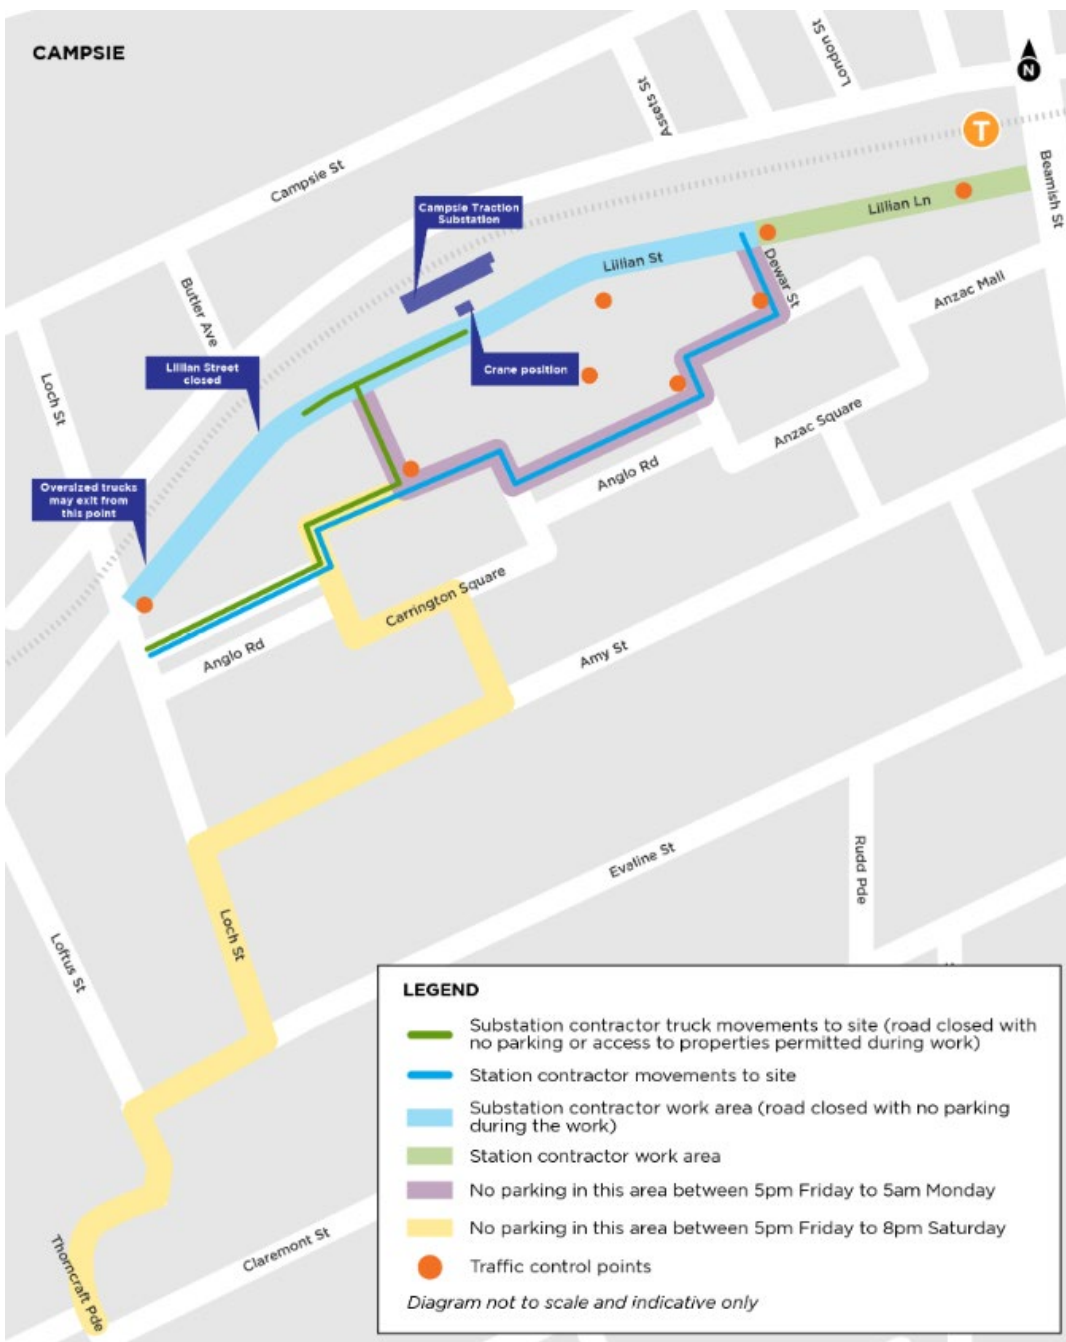 CAMPSIE
London St
N
Assets St
T
Campsie St
Beamish St
Campsie Traction
Substation
Lillian Ln
Lillian St
Dewar St
Butler Ave
Anzac Mall
Lillian Street
closed
Crane position
Loch St
Anzac Square
Oversized trucks
may exit from
this point
Anglo Rd
Carrington Square
Anglo Rd
Amy St
Evaline St
Rudd Pde
Loch St
Loftus St
Thorncraft Pde
Claremont St
LEGEND
Substation contractor truck movements to site (road closed with
no parking or access to properties permitted during work)
Station contractor movements to site
Substation contractor work area (road closed with no parking
during the work)
Station contractor work area
No parking in this area between 5pm Friday to 5am Monday
No parking in this area between 5pm Friday to 8pm Saturday
Traffic control points
Diagram not to scale and indicative only